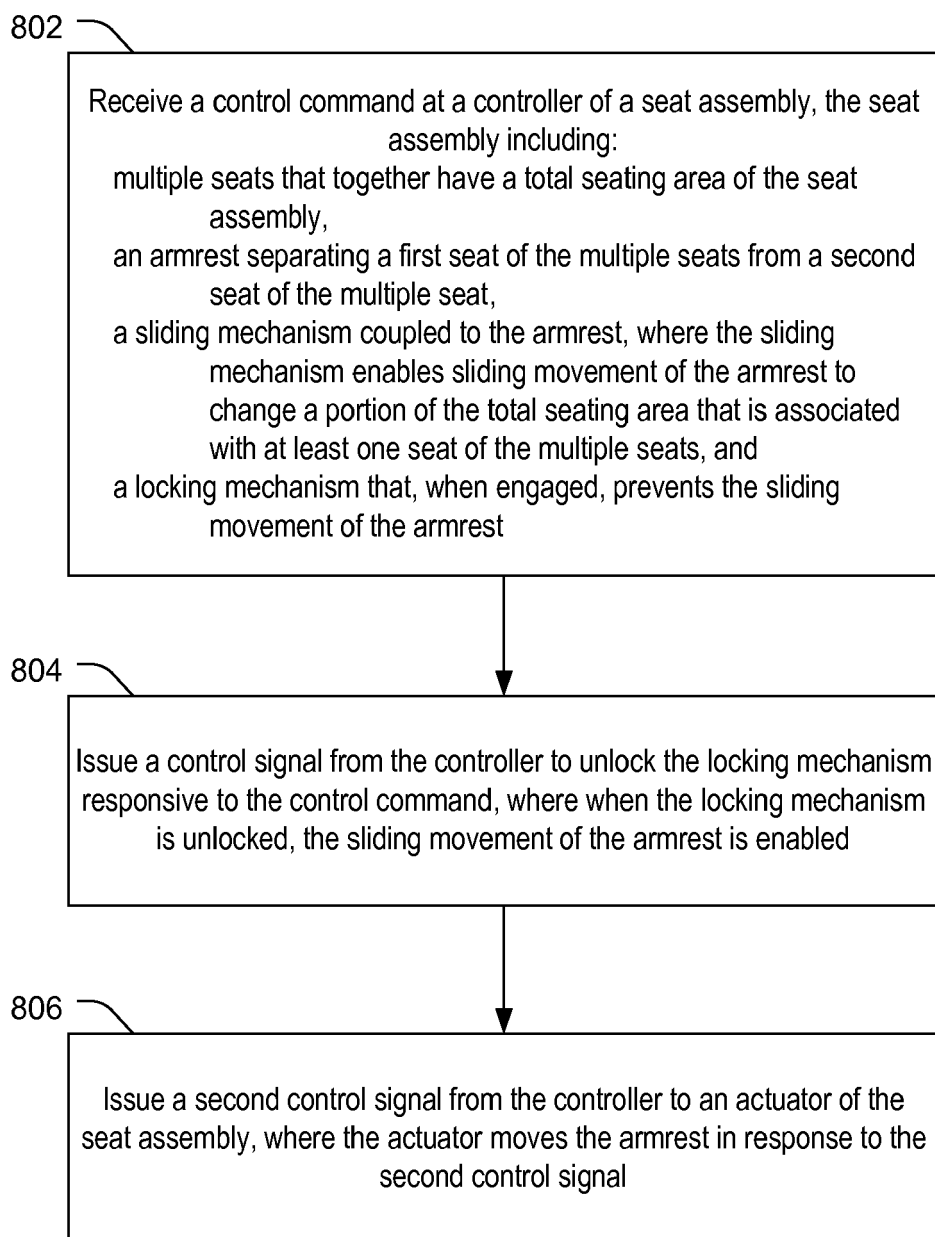 802
Receive a control command at a controller of a seat assembly, the seat
assembly including:
multiple seats that together have a total seating area of the seat
assembly,
an armrest separating a first seat of the multiple seats from a second
seat of the multiple seat,
a sliding mechanism coupled to the armrest, where the sliding
mechanism enables sliding movement of the armrest to
change a portion of the total seating area that is associated
with at least one seat of the multiple seats, and
a locking mechanism that, when engaged, prevents the sliding
movement of the armrest
804
Issue a control signal from the controller to unlock the locking mechanism
responsive to the control command, where when the locking mechanism
is unlocked, the sliding movement of the armrest is enabled
806
Issue a second control signal from the controller to an actuator of the
seat assembly, where the actuator moves the armrest in response to the
second control signal